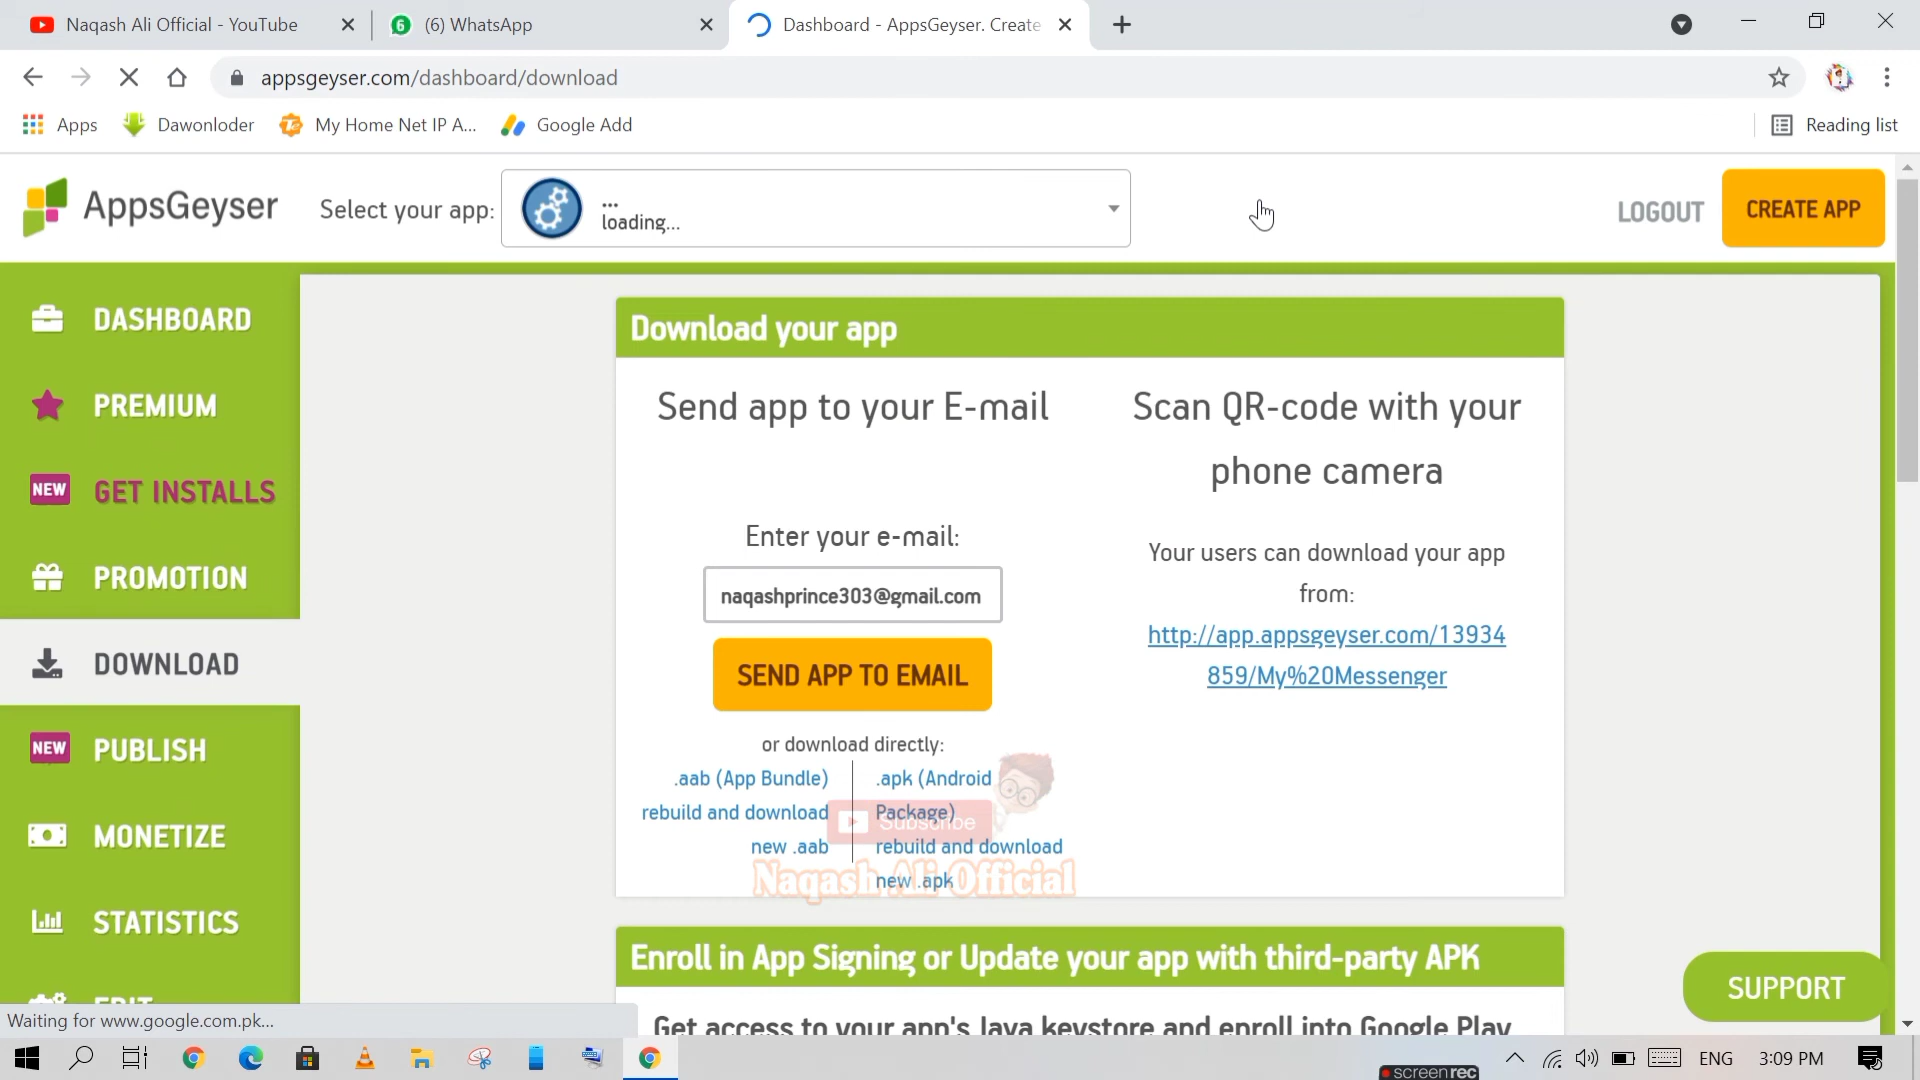 Naqash Ali Official - YouTube
(6) WhatsApp
Dashboard - AppsGeyser. Create
appsgeyser.com/dashboard/download
Apps
Dawonloder
My Home Net IP A...
Google Add
Reading list
AppsGeyser
Select your app:
...
loading...
LOGOUT
CREATE APP
DASHBOARD
PREMIUM
NEW GET INSTALLS
PROMOTION
DOWNLOAD
NEW PUBLISH
MONETIZE
STATISTICS
EDIT
Download your app
Send app to your E-mail
Enter your e-mail:
naqashprince303@gmail.com
SEND APP TO EMAIL
or download directly:
.aab (App Bundle)
rebuild and download
new .aab
.apk (Android
Package)
rebuild and download
new .apk
Scan QR-code with your
phone camera
Your users can download your app
from:
http://app.appsgeyser.com/13934
859/My%20Messenger
Subscribe
Naqash Ali Official
Enroll in App Signing or Update your app with third-party APK
Get access to your app's Java keystore and enroll into Google Play
SUPPORT
Waiting for www.google.com.pk...
ENG
3:09 PM
screenrec